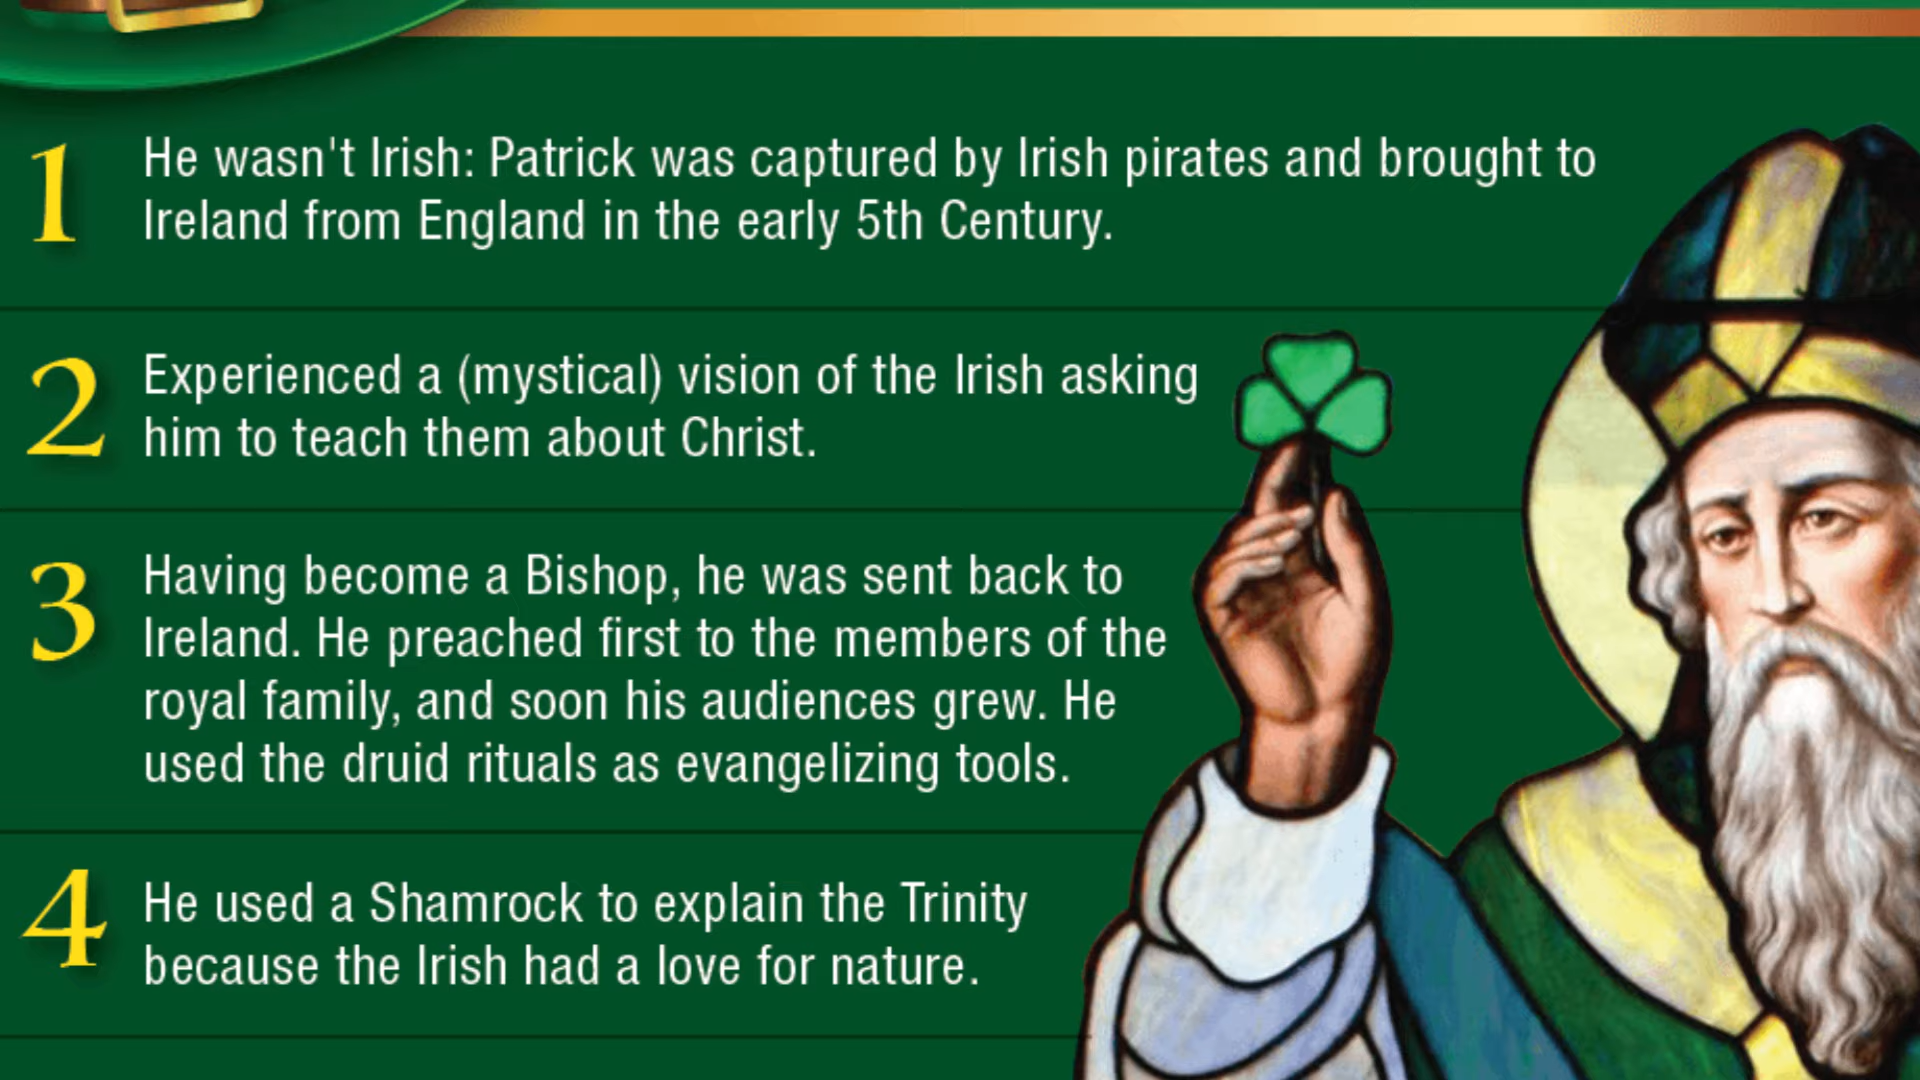 1
He wasn't Irish: Patrick was captured by Irish pirates and brought to
Ireland from England in the early 5th Century.
2
Experienced a (mystical) vision of the Irish asking
him to teach them about Christ.
3
Having become a Bishop, he was sent back to
Ireland. He preached first to the members of the
royal family, and soon his audiences grew. He
used the druid rituals as evangelizing tools.
4
He used a Shamrock to explain the Trinity
because the Irish had a love for nature.